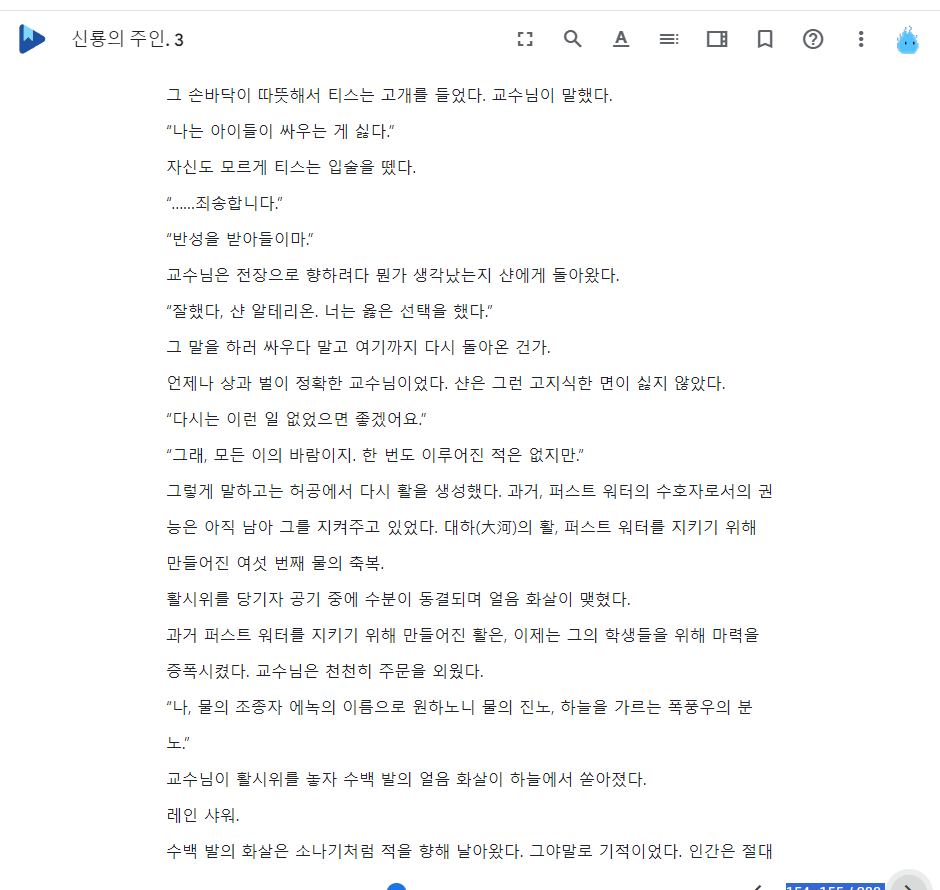 신룡의 주인. 3
그 손바닥이 따뜻해서 티스는 고개를 들었다. 교수님이 말했다.
“나는 아이들이 싸우는 게 싫다.”
자신도 모르게 티스는 입술을 뗐다.
“……죄송합니다.”
“반성을 받아들이마.”
교수님은 전장으로 향하려다 뭔가 생각났는지 샨에게 돌아왔다.
“잘했다, 샨 알테리온. 너는 옳은 선택을 했다.”
그 말을 하러 싸우다 말고 여기까지 다시 돌아온 건가.
언제나 상과 벌이 정확한 교수님이었다. 샨은 그런 고지식한 면이 싫지 않았다.
“다시는 이런 일 없었으면 좋겠어요.”
“그래, 모든 이의 바람이지. 한 번도 이루어진 적은 없지만.”
그렇게 말하고는 허공에서 다시 활을 생성했다. 과거, 퍼스트 워터의 수호자로서의 권
능은 아직 남아 그를 지켜주고 있었다. 대하(大河)의 활, 퍼스트 워터를 지키기 위해
만들어진 여섯 번째 물의 축복.
활시위를 당기자 공기 중에 수분이 동결되며 얼음 화살이 맺혔다.
과거 퍼스트 워터를 지키기 위해 만들어진 활은, 이제는 그의 학생들을 위해 마력을
증폭시켰다. 교수님은 천천히 주문을 외웠다.
“나, 물의 조종자 에녹의 이름으로 원하노니 물의 진노, 하늘을 가르는 폭풍우의 분
노.”
교수님이 활시위를 놓자 수백 발의 얼음 화살이 하늘에서 쏟아졌다.
레인 샤워.
수백 발의 화살은 소나기처럼 적을 향해 날아왔다. 그야말로 기적이었다. 인간은 절대